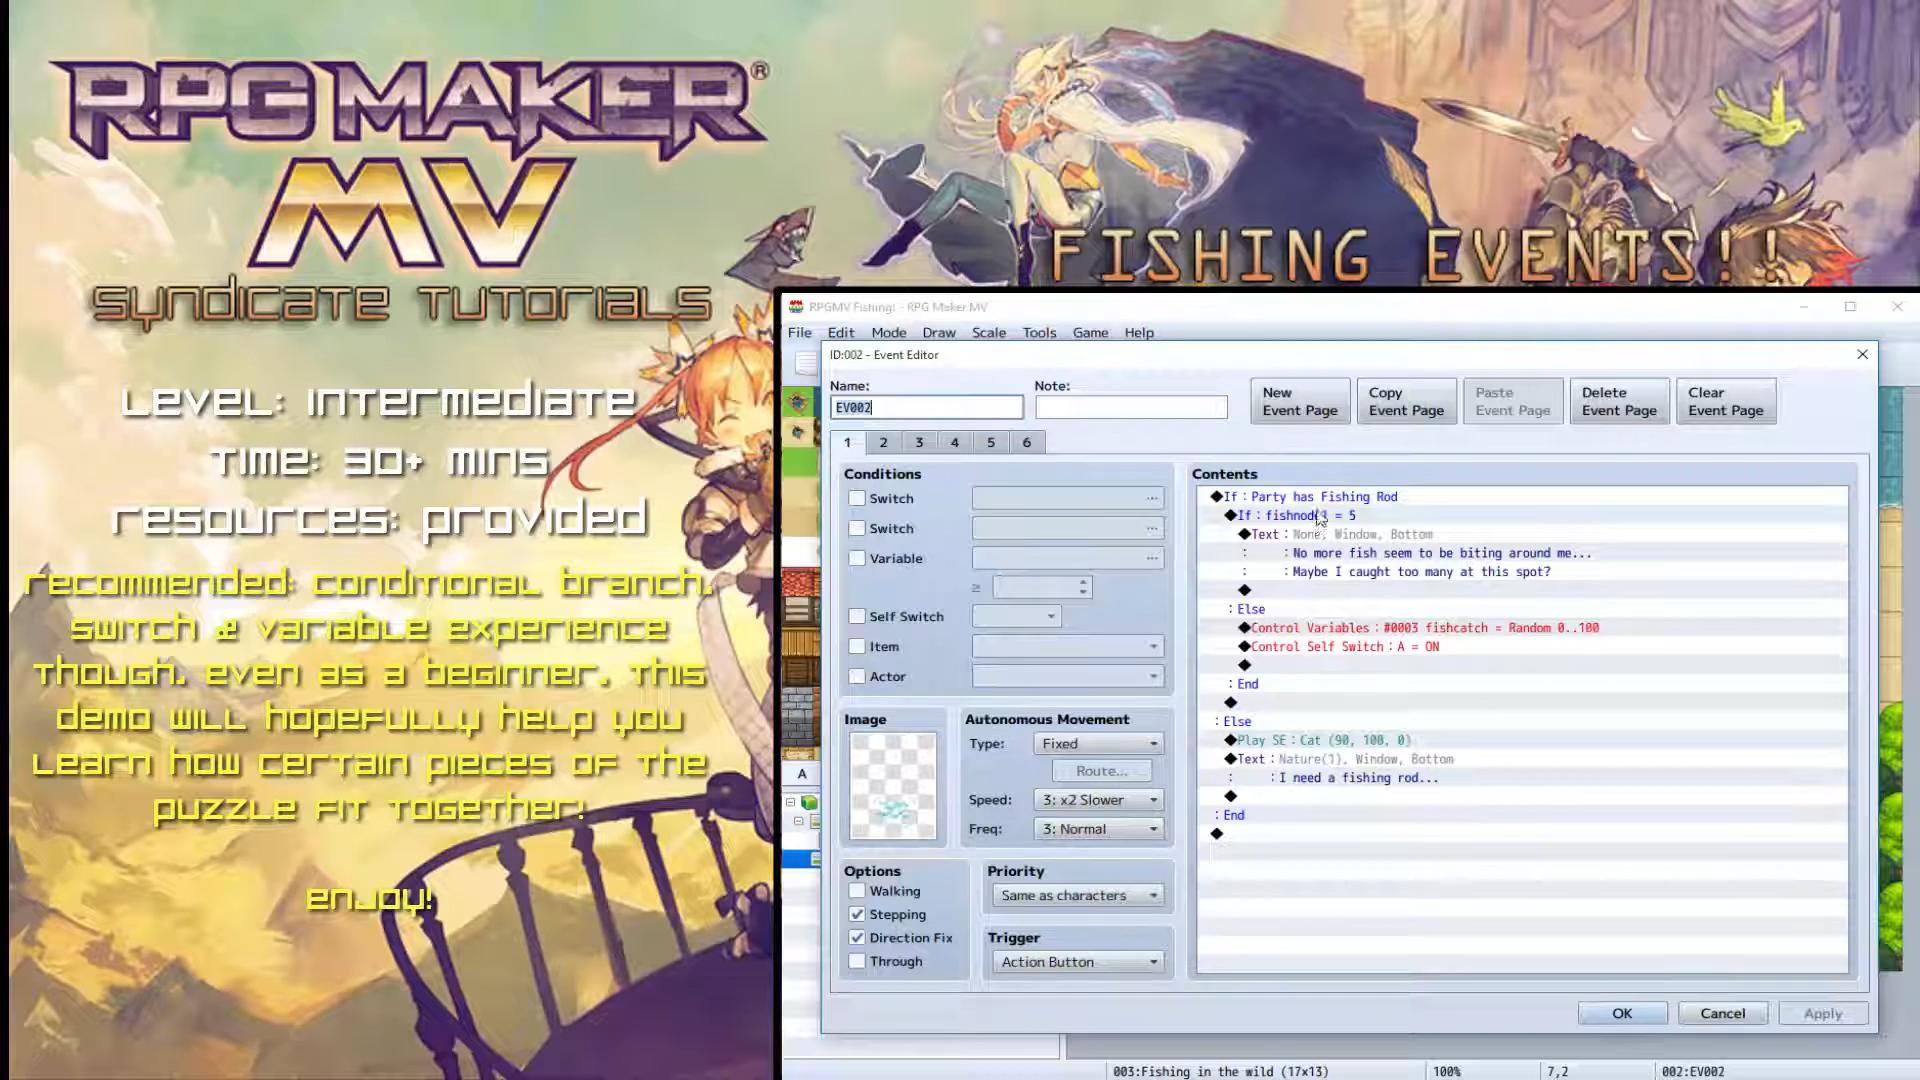 RPG MAKER®
MV
SYNDICATE TUTORIALS
FISHING EVENTS!!
Level: Intermediate
Time: 30+ mins
resources: provided
recommended: conditional branch,
switch & variable experience
though, even as a beginner, this
demo will hopefully help you
learn how certain pieces of the
puzzle fit together!
enjoy!
RPGMV Fishing! - RPG Maker MV
File Edit Mode Draw Scale Tools Game Help
ID:002 - Event Editor
Name: Note:
EV002
New Event Page
Copy Event Page
Paste Event Page
Delete Event Page
Clear Event Page
1 2 3 4 5 6
Conditions
Switch ...
Switch ...
Variable ...
≥
Self Switch
Item
Actor
Image
Autonomous Movement
Type: Fixed
Route...
Speed: 3: x2 Slower
Freq: 3: Normal
Options
Walking
Stepping
Direction Fix
Through
Priority
Same as characters
Trigger
Action Button
Contents
◆If : Party has Fishing Rod
◆If : = 5
◆Text : None, Window, Bottom
: : No more fish seem to be biting around me...
: : Maybe I caught too many at this spot?
◆
: Else
◆Control Variables : #0003 fishcatch = Random 0..100
◆Control Self Switch : A = ON
◆
: End
◆
: Else
◆Play SE : Cat (90, 100, 0)
◆Text : Nature(1), Window, Bottom
: : I need a fishing rod...
◆
: End
◆
OK Cancel Apply
A
003:Fishing in the wild (17x13) 100% 7,2 002:EV002